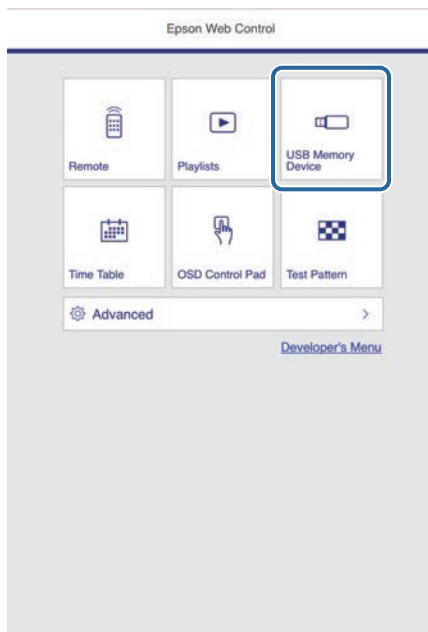 Epson Web Control
Remote
Playlists
USB Memory
Device
Time Table
OSD Control Pad
Test Pattern
Advanced
Developer's Menu